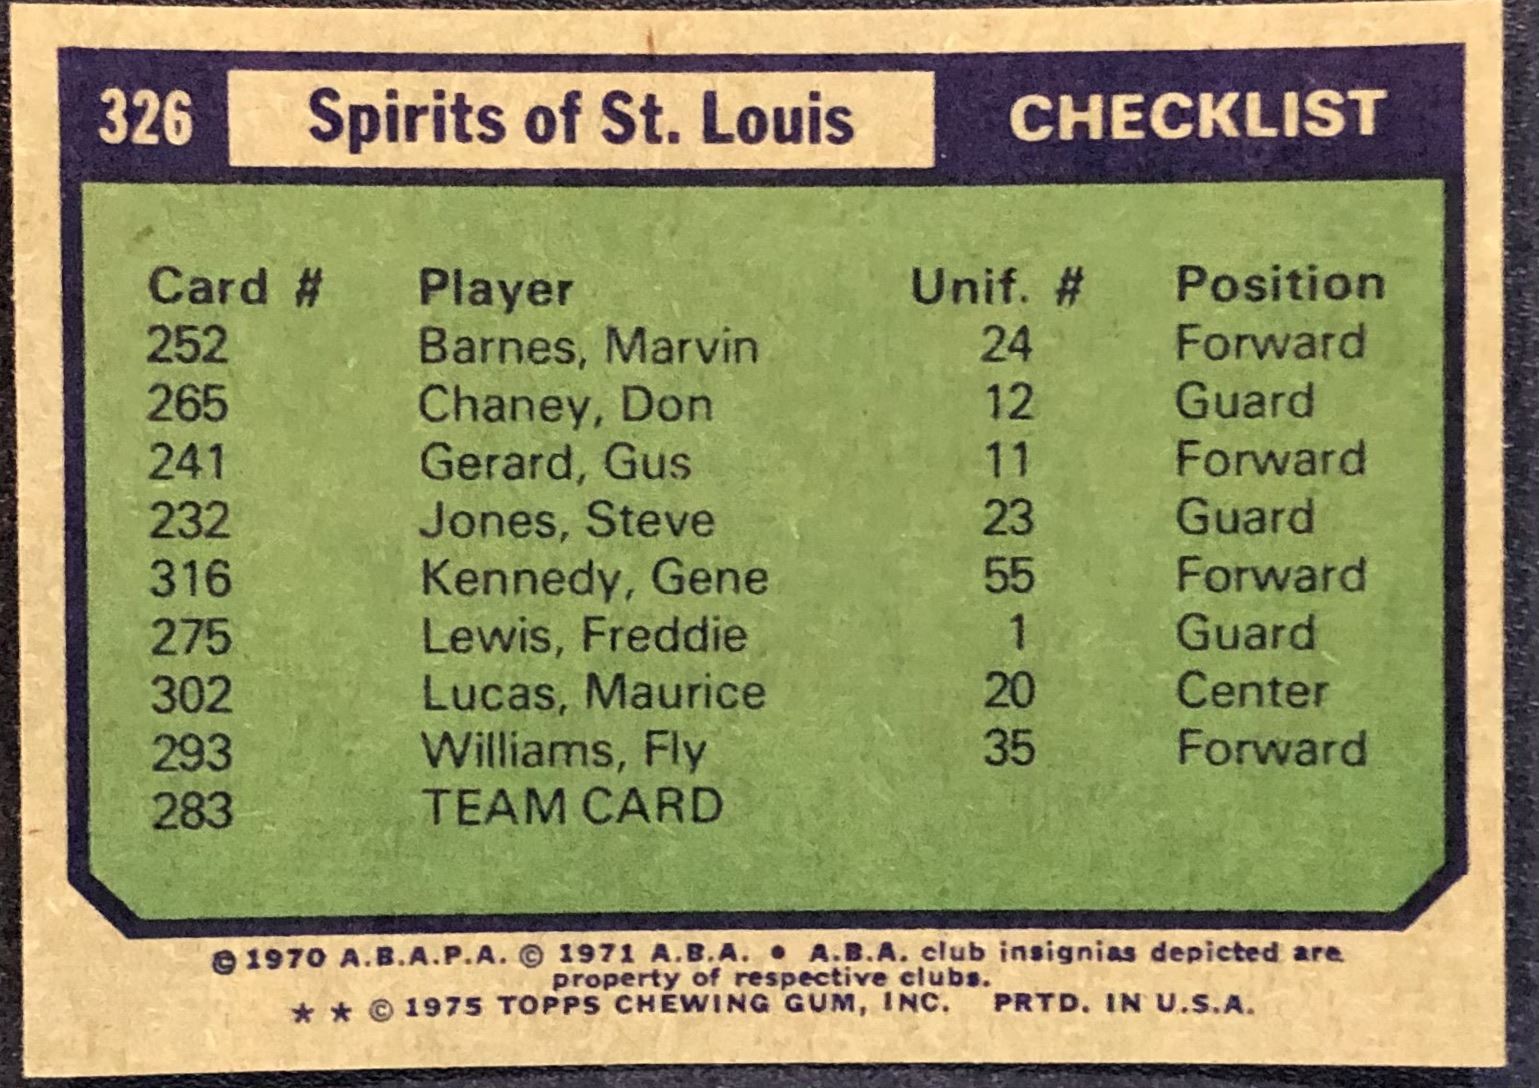 326 Spirits of St. Louis CHECKLIST
Card # Player Unif. # Position
252 Barnes, Marvin 24 Forward
265 Chaney, Don 12 Guard
241 Gerard, Gus 11 Forward
232 Jones, Steve 23 Guard
316 Kennedy, Gene 55 Forward
275 Lewis, Freddie 1 Guard
302 Lucas, Maurice 20 Center
293 Williams, Fly 35 Forward
283 TEAM CARD
© 1970 A.B.A.P.A. © 1971 A.B.A. • A.B.A. club insignias depicted are
property of respective clubs.
★ ★ © 1975 TOPPS CHEWING GUM, INC. PRTD. IN U.S.A.